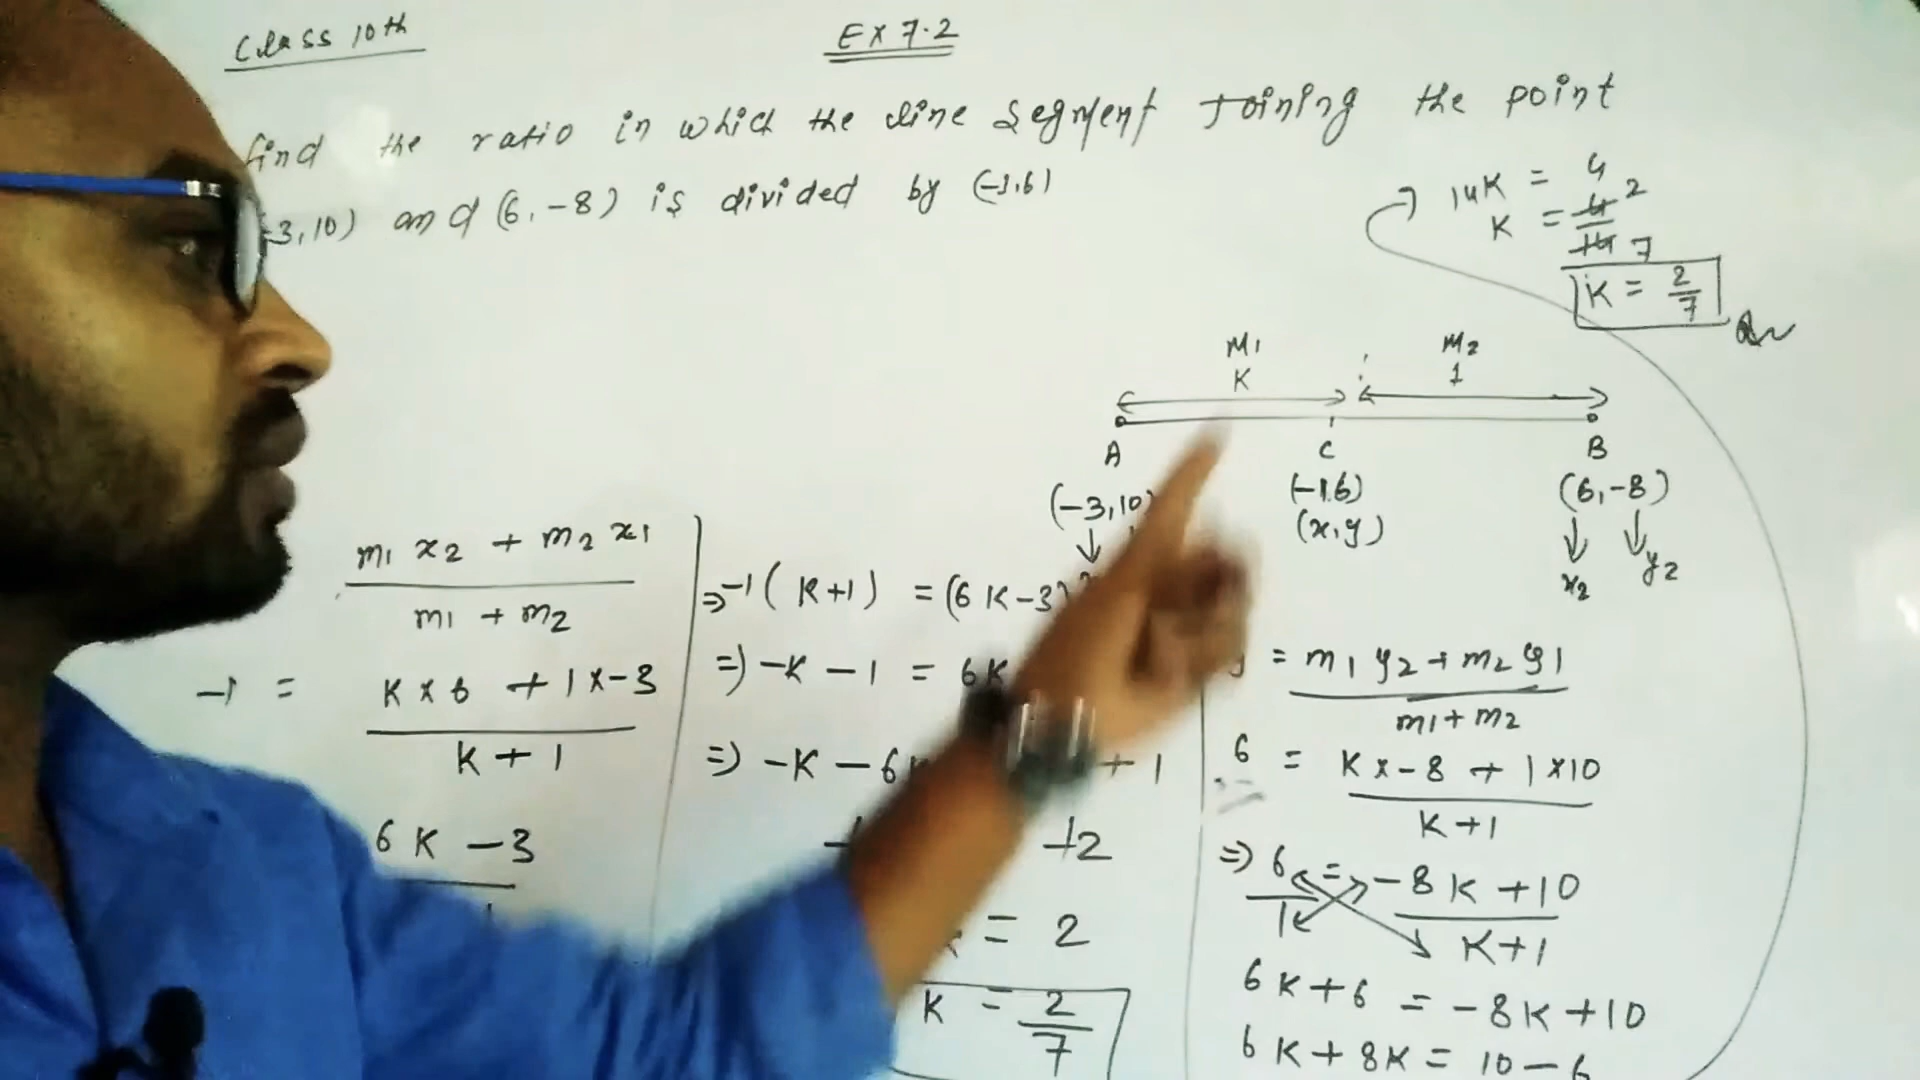 Class 10th
Ex 7.2
find the ratio in which the line segment Joining the point
-3,10) and (6,-8) is divided by (-1,6)
14K = 4
K = 4 2
14 7
K = 2/7
M1 M2
K : 1
A C B
(-3,10) (-1,6) (6,-8)
(x,y)
x2 y2
m1 x2 + m2 x1
m1 + m2
-1 = K×6 + 1×-3
K+1
6K -3
⇒ -1(K+1) = (6K-3)
⇒ -K -1 = 6K
⇒ -K -6 + 1
+2
= 2
K = 2/7
= m1 y2 + m2 y1
m1+m2
6 = K×-8 + 1×10
K+1
⇒ 6/1 = -8K+10
K+1
6K+6 = -8K+10
6K+8K = 10-6